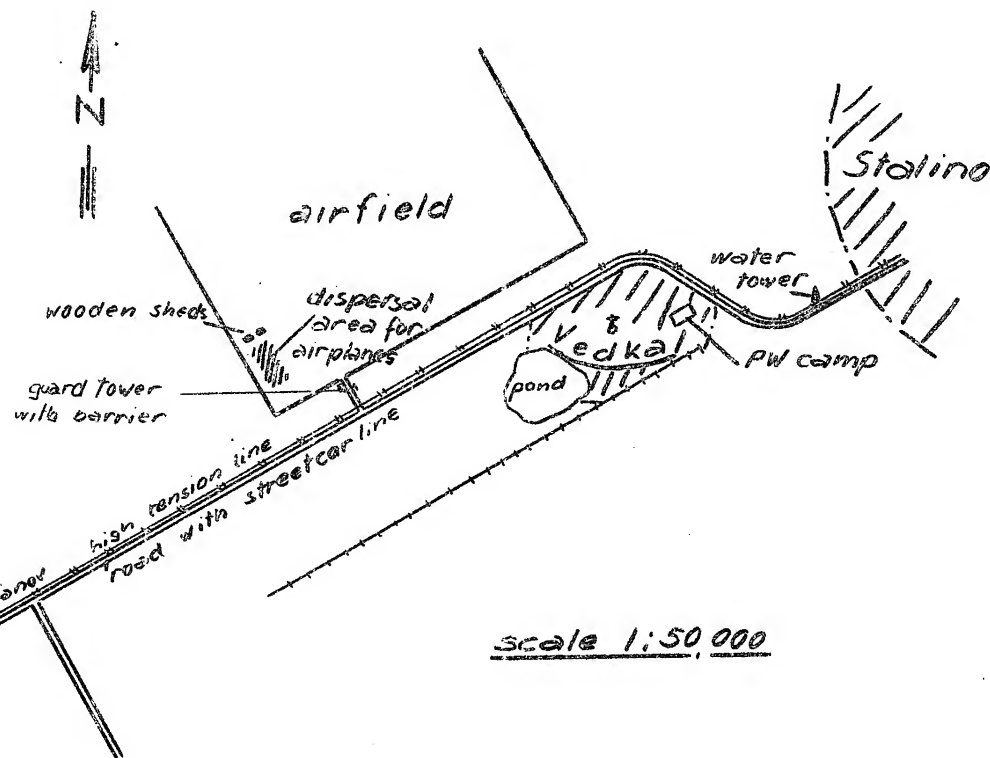 N
Stalino
airfield
water
tower
wooden sheds
dispersal
area for
airplanes
Vedka
PW camp
guard tower
with barrier
pond
high tension line
road with streetcar line
scale 1:50,000